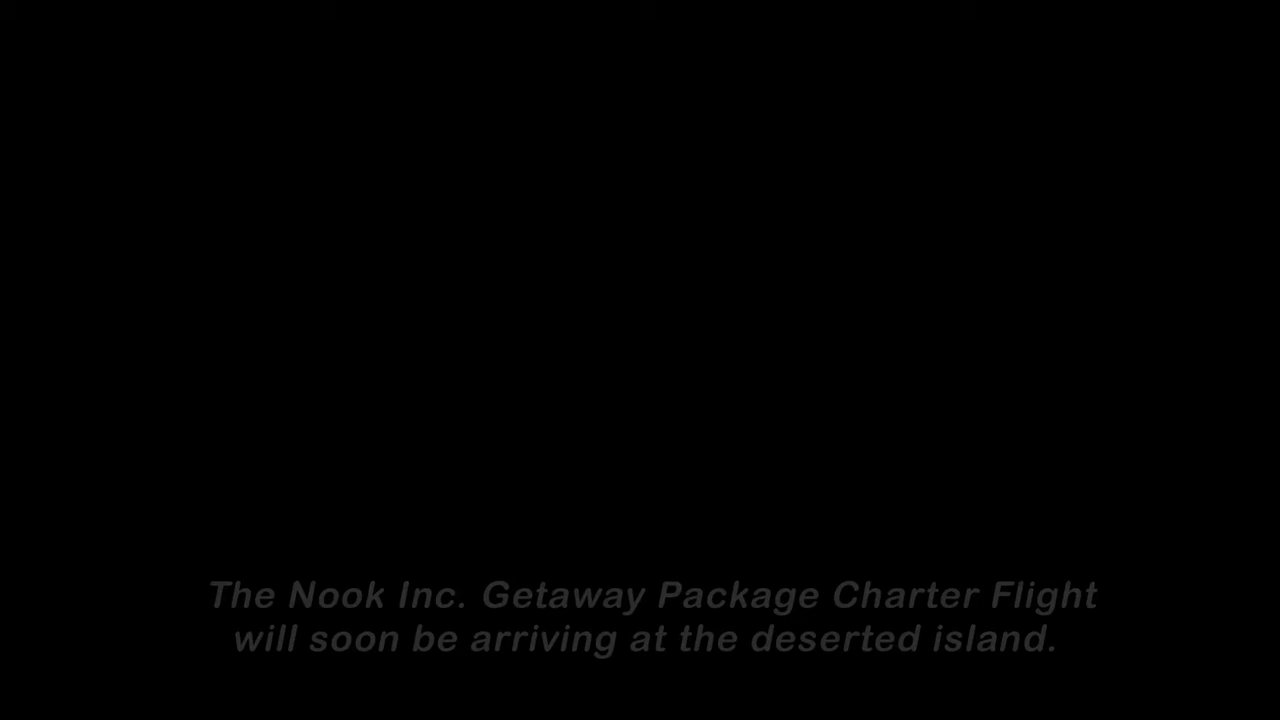 The Nook Inc. Getaway Package Charter Flight
will soon be arriving at the deserted island.